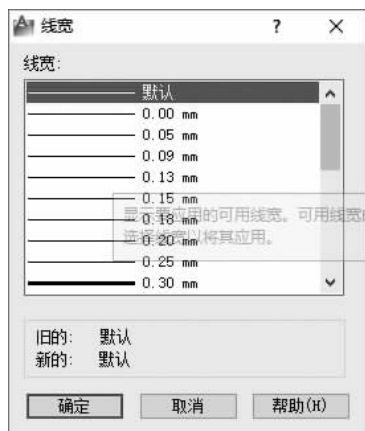 线宽
?
×
线宽:
默认
0.00 mm
0.05 mm
0.09 mm
0.13 mm
0.15 mm
0.18 mm
0.20 mm
0.25 mm
0.30 mm
显示要应用的可用线宽。可用线宽的
选择线宽以将其应用。
旧的: 默认
新的: 默认
确定 取消 帮助(H)